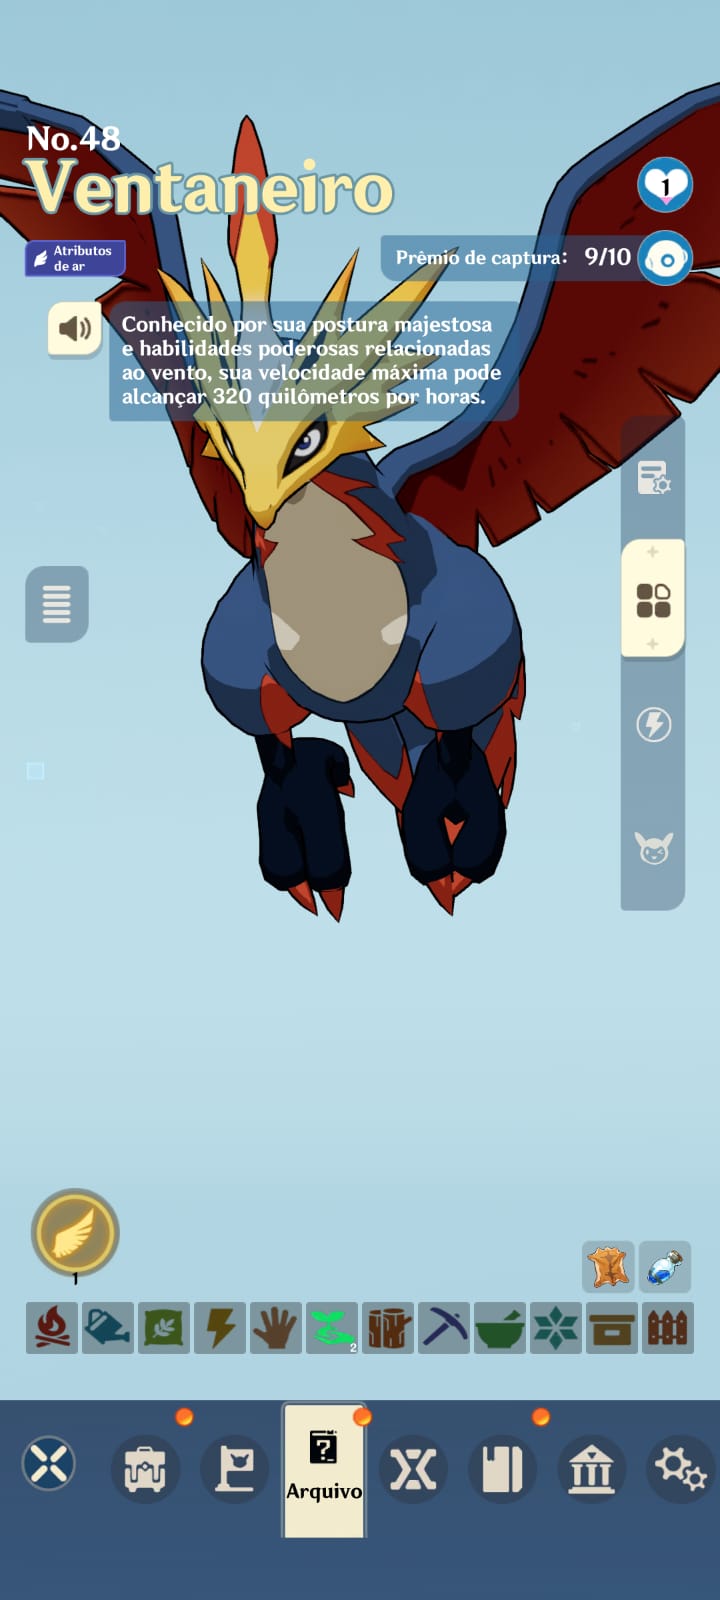 No.48
Ventaneiro
1
Atributos
de ar
Prêmio de captura: 9/10
Conhecido por sua postura majestosa
e habilidades poderosas relacionadas
ao vento, sua velocidade máxima pode
alcançar 320 quilômetros por horas.
1
2
?
Arquivo